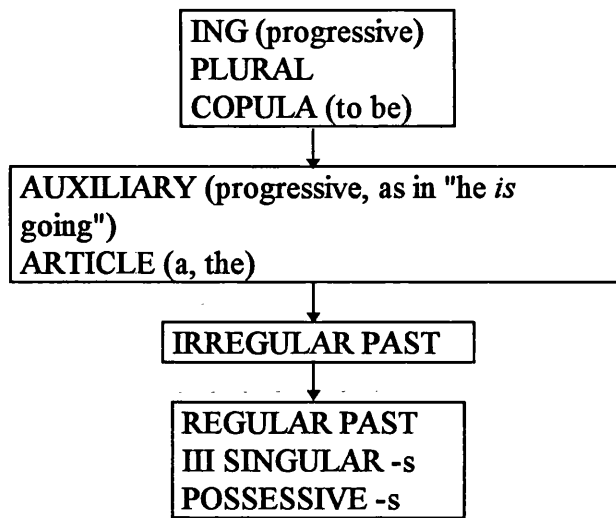 ING (progressive)
PLURAL
COPULA (to be)
AUXILIARY (progressive, as in "he is
going")
ARTICLE (a, the)
IRREGULAR PAST
REGULAR PAST
III SINGULAR -s
POSSESSIVE -s